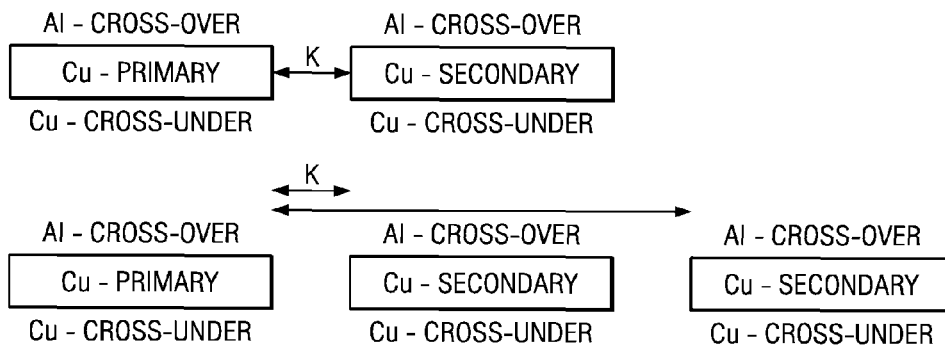 Al - CROSS-OVER Al - CROSS-OVER
Cu - PRIMARY K Cu - SECONDARY
Cu - CROSS-UNDER Cu - CROSS-UNDER
K
Al - CROSS-OVER Al - CROSS-OVER Al - CROSS-OVER
Cu - PRIMARY Cu - SECONDARY Cu - SECONDARY
Cu - CROSS-UNDER Cu - CROSS-UNDER Cu - CROSS-UNDER